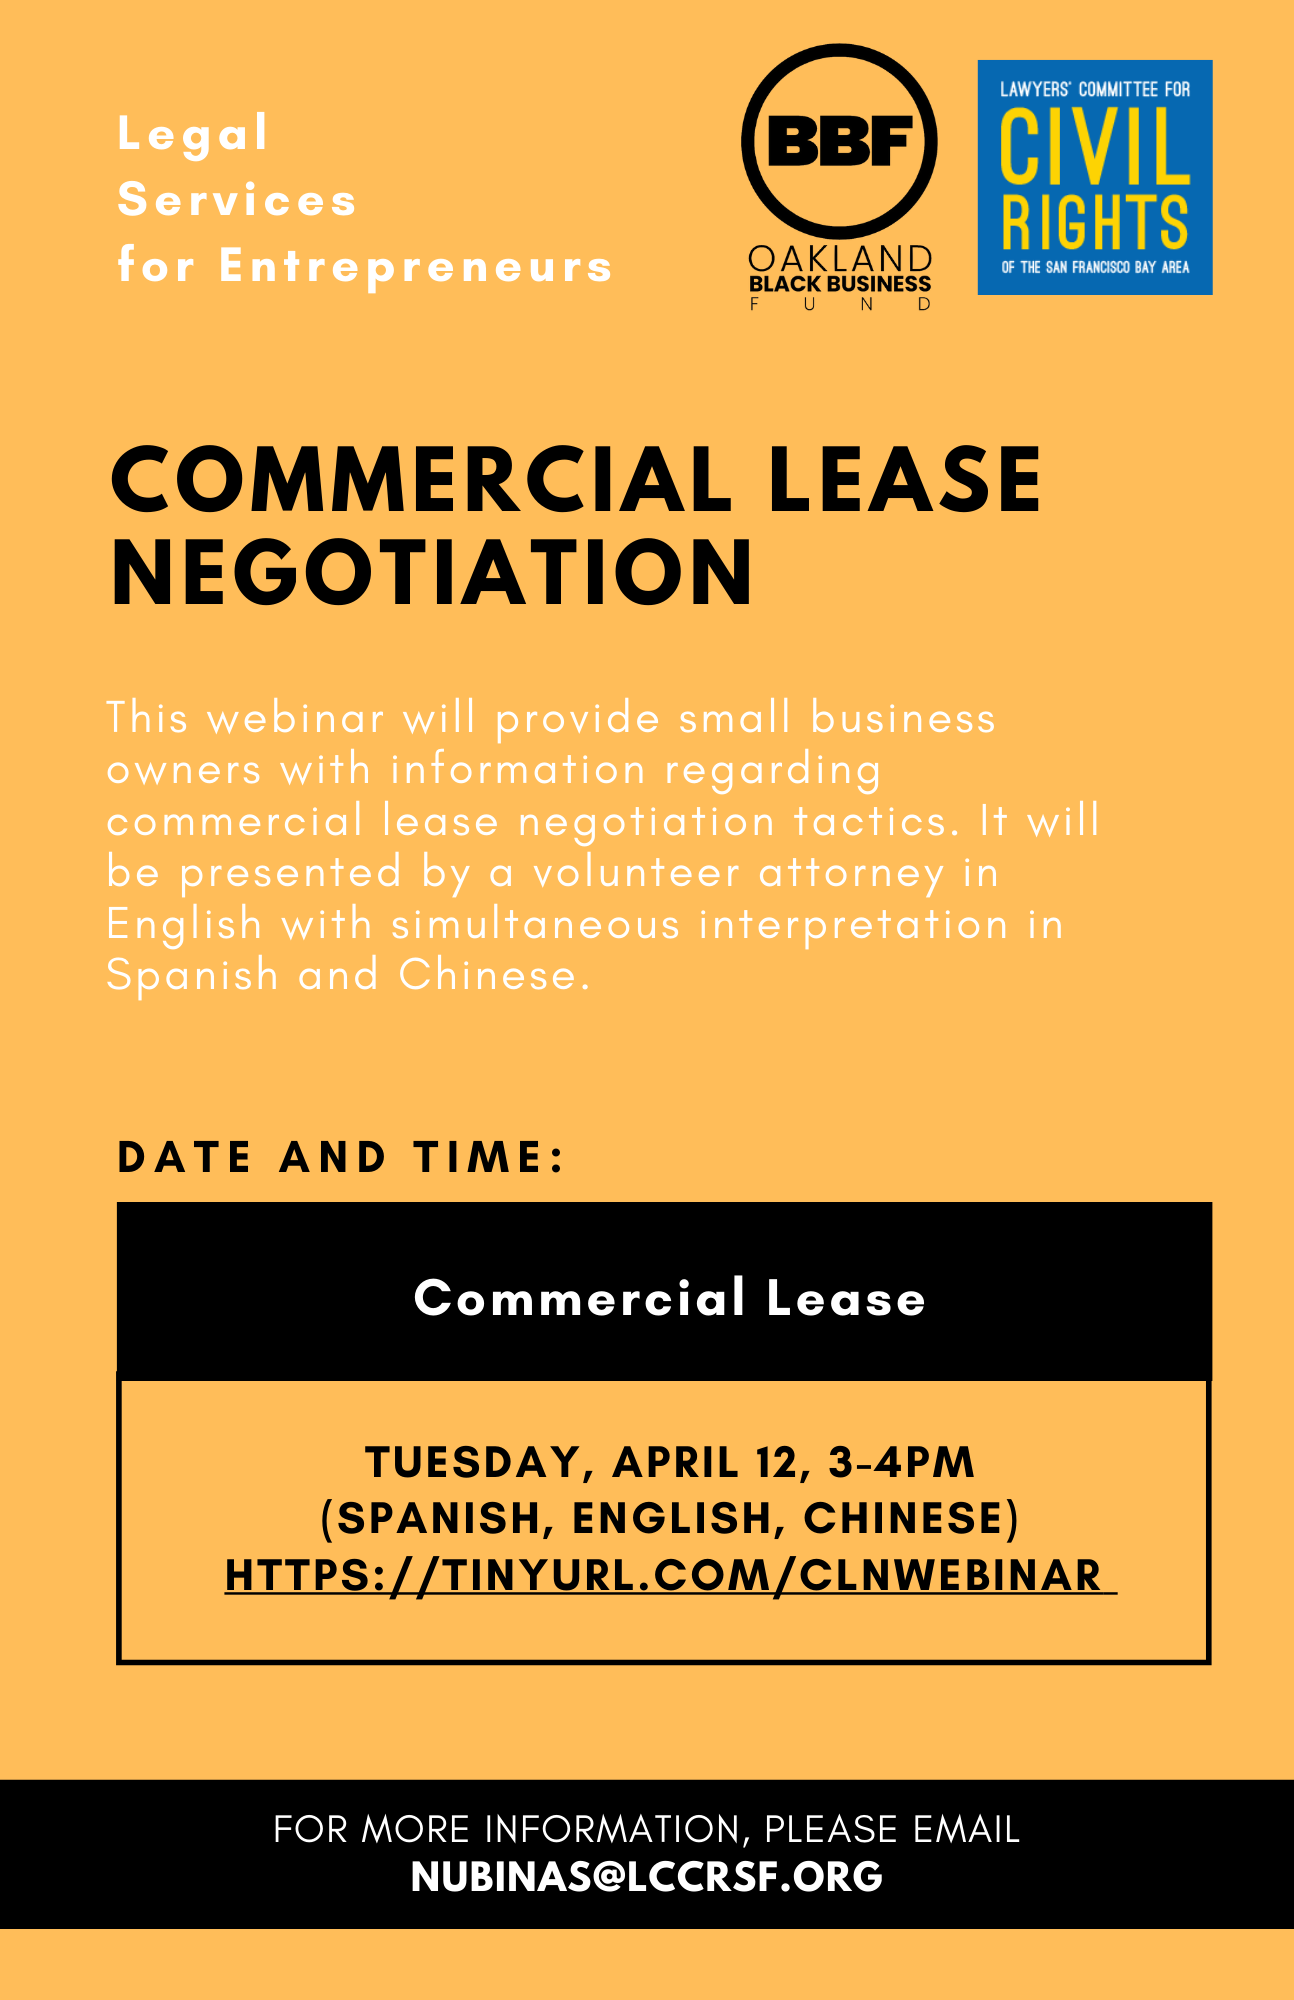 Legal
Services
for Entrepreneurs
BBF
OAKLAND
BLACK BUSINESS
FUND
LAWYERS' COMMITTEE FOR
CIVIL
RIGHTS
OF THE SAN FRANCISCO BAY AREA
COMMERCIAL LEASE
NEGOTIATION
This webinar will provide small business
owners with information regarding
commercial lease negotiation tactics. It will
be presented by a volunteer attorney in
English with simultaneous interpretation in
Spanish and Chinese.
DATE AND TIME:
Commercial Lease
TUESDAY, APRIL 12, 3-4PM
(SPANISH, ENGLISH, CHINESE)
HTTPS://TINYURL.COM/CLNWEBINAR
FOR MORE INFORMATION, PLEASE EMAIL
NUBINAS@LCCRSF.ORG